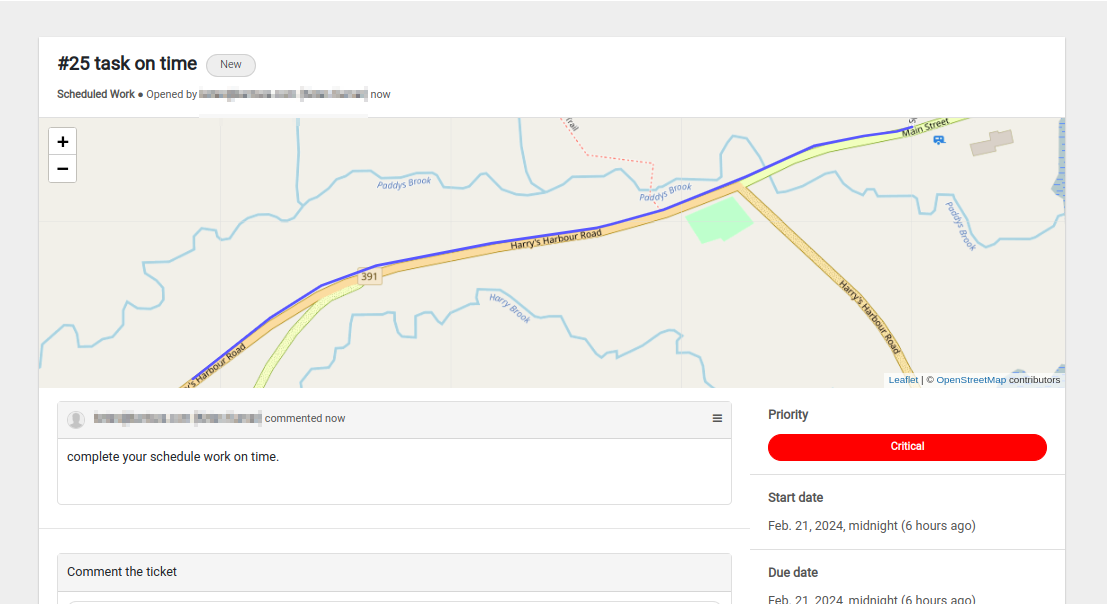 #25 task on time New
Scheduled Work • Opened by now
+
−
Trail
Main Street
Paddys Brook
Paddys Brook
Paddys Brook
Harry's Harbour Road
391
Harry Brook
Harry's Harbour Road
's Harbour Road
Leaflet | © OpenStreetMap contributors
commented now
complete your schedule work on time.
Comment the ticket
Priority
Critical
Start date
Feb. 21, 2024, midnight (6 hours ago)
Due date
Feb. 21, 2024, midnight (6 hours ago)